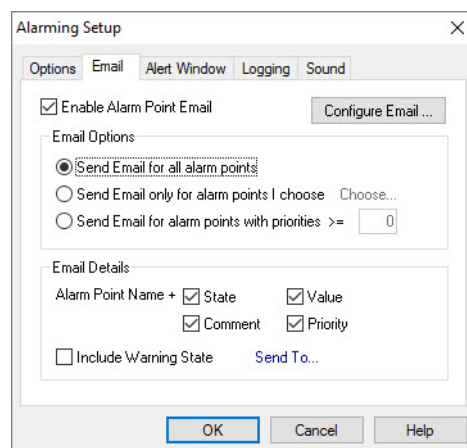 Alarming Setup
Options Email Alert Window Logging Sound
Enable Alarm Point Email Configure Email ...
Email Options
Send Email for all alarm points
Send Email only for alarm points I choose Choose...
Send Email for alarm points with priorities >= 0
Email Details
Alarm Point Name + State Value
Comment Priority
Include Warning State Send To...
OK Cancel Help